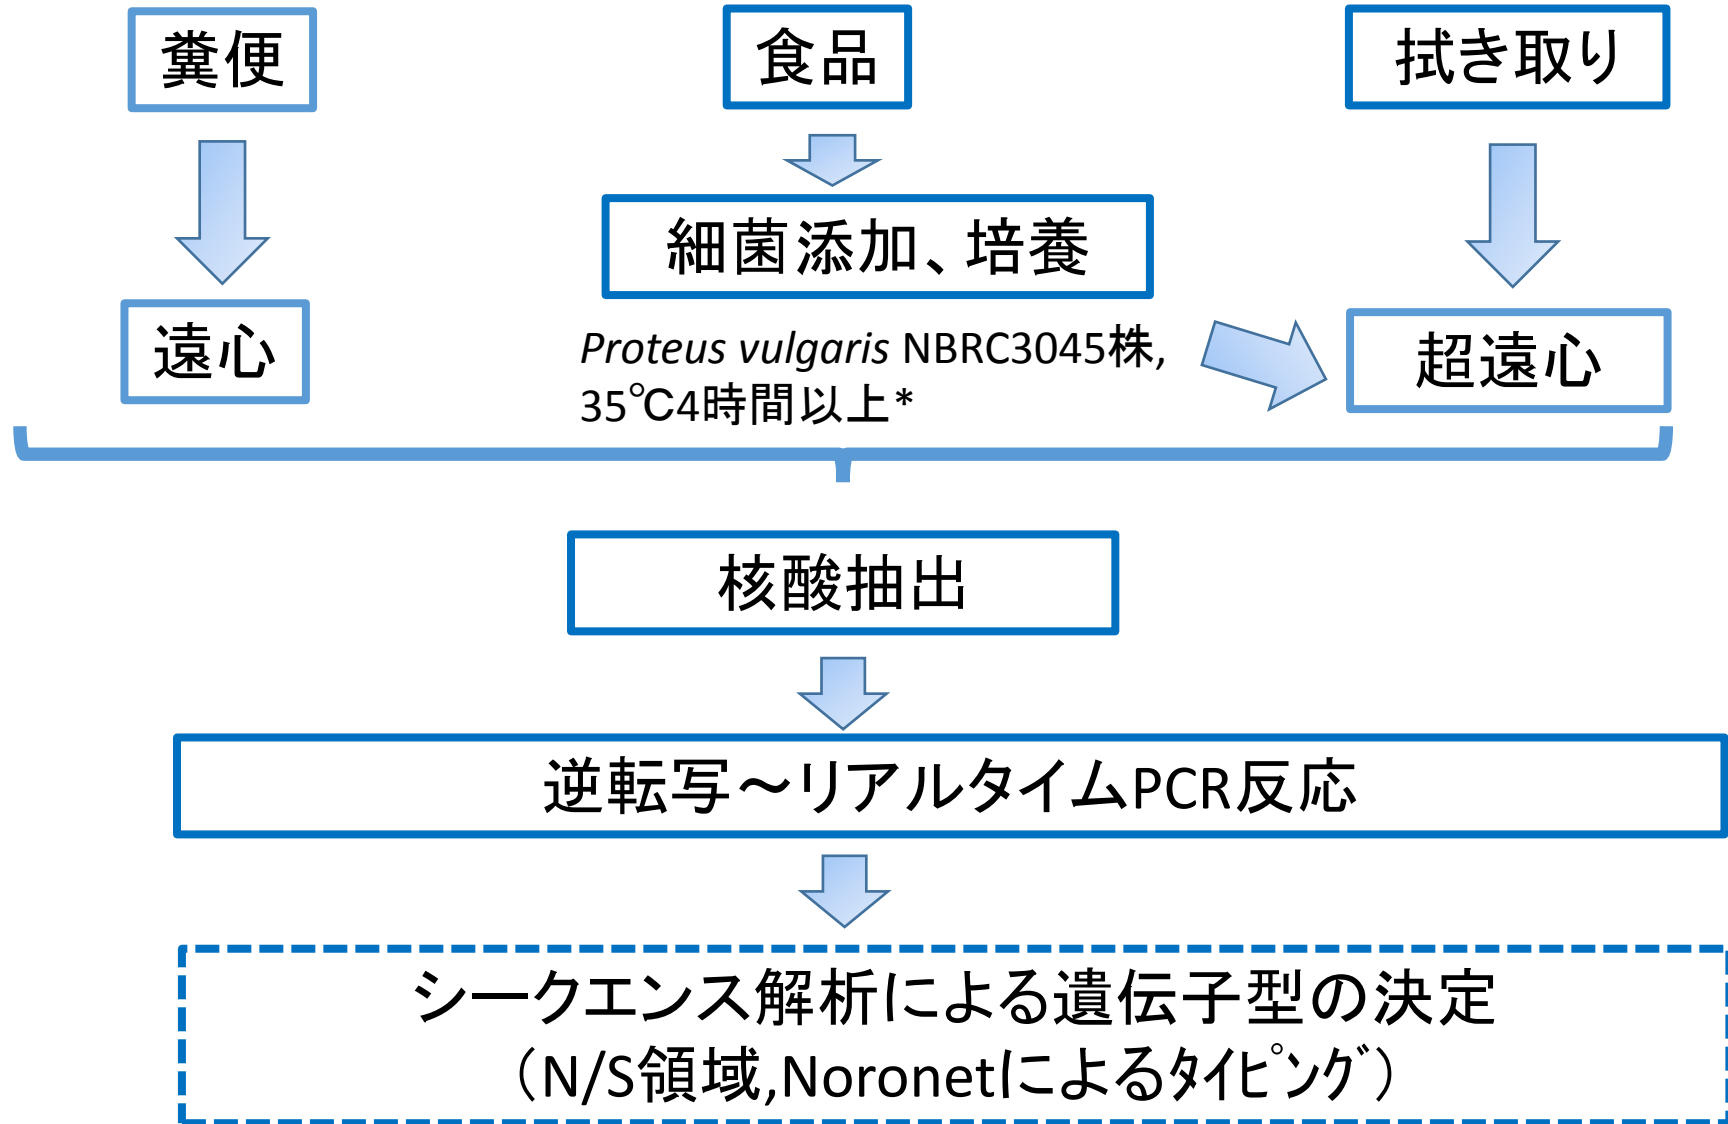 糞便
食品
拭き取り
細菌添加、培養
遠心
Proteus vulgaris NBRC3045株,
35℃4時間以上*
超遠心
核酸抽出
逆転写～リアルタイムPCR反応
シークエンス解析による遺伝子型の決定
（N/S領域,Noronetによるﾀｲﾋﾟﾝｸﾞ）